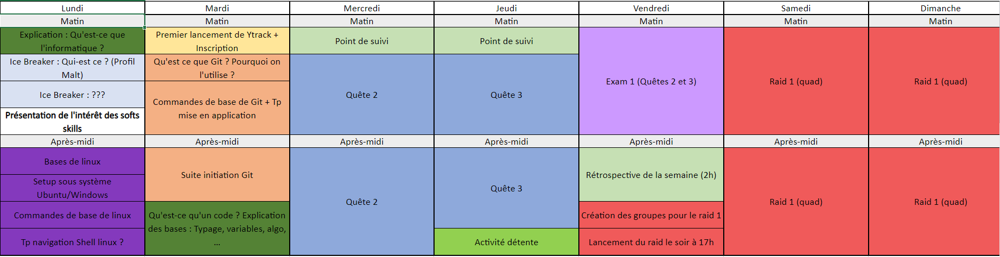 Lundi
Mardi
Mercredi
Jeudi
Vendredi
Samedi
Dimanche
Matin
Matin
Matin
Matin
Matin
Matin
Matin
Explication : Qu'est-ce que
l'informatique ?
Premier lancement de Ytrack +
Inscription
Point de suivi
Point de suivi
Exam 1 (Quêtes 2 et 3)
Raid 1 (quad)
Raid 1 (quad)
Ice Breaker : Qui-est ce ? (Profil
Malt)
Qu'est ce que Git ? Pourquoi on
l'utilise ?
Quête 2
Quête 3
Ice Breaker : ???
Commandes de base de Git + Tp
mise en application
Présentation de l'intérêt des softs
skills
Après-midi
Après-midi
Après-midi
Après-midi
Après-midi
Après-midi
Après-midi
Bases de linux
Suite initiation Git
Quête 2
Quête 3
Rétrospective de la semaine (2h)
Raid 1 (quad)
Raid 1 (quad)
Setup sous système
Ubuntu/Windows
Commandes de base de linux
Qu'est-ce qu'un code ? Explication
des bases : Typage, variables, algo,
...
Création des groupes pour le raid 1
Tp navigation Shell linux ?
Activité détente
Lancement du raid le soir à 17h